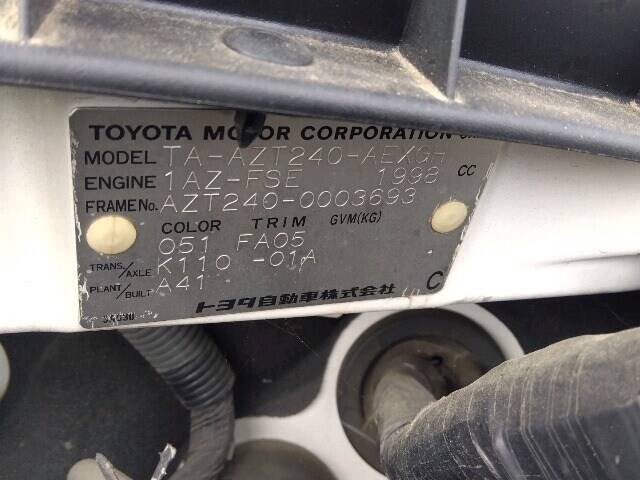 TOYOTA MOTOR CORPORATION
MODEL TA-AZT240-AEXGH
ENGINE 1AZ-FSE 1998 CC
FRAME No. AZT240-0003693
COLOR TRIM GVM(KG)
051 FA05
TRANS./AXLE K110 -01A
PLANT/BUILT A41
トヨタ自動車株式会社
C